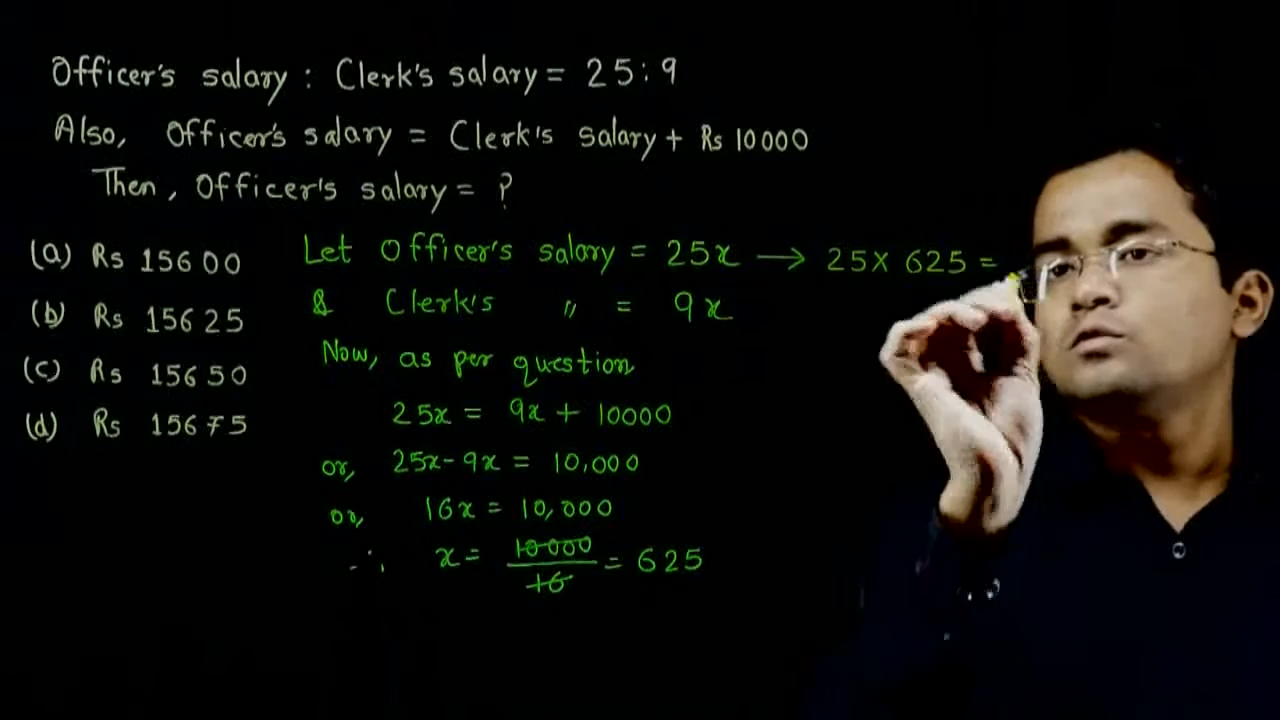 Officer's salary : Clerk's salary = 25 : 9
Also, Officer's salary = Clerk's salary + Rs 10000
Then, Officer's salary = ?
(a) Rs 15600
(b) Rs 15625
(c) Rs 15650
(d) Rs 15675
Let Officer's salary = 25x → 25 × 625 =
& Clerk's " = 9x
Now, as per question
25x = 9x + 10000
or, 25x - 9x = 10,000
or, 16x = 10,000
∴ x = 10000/16 = 625